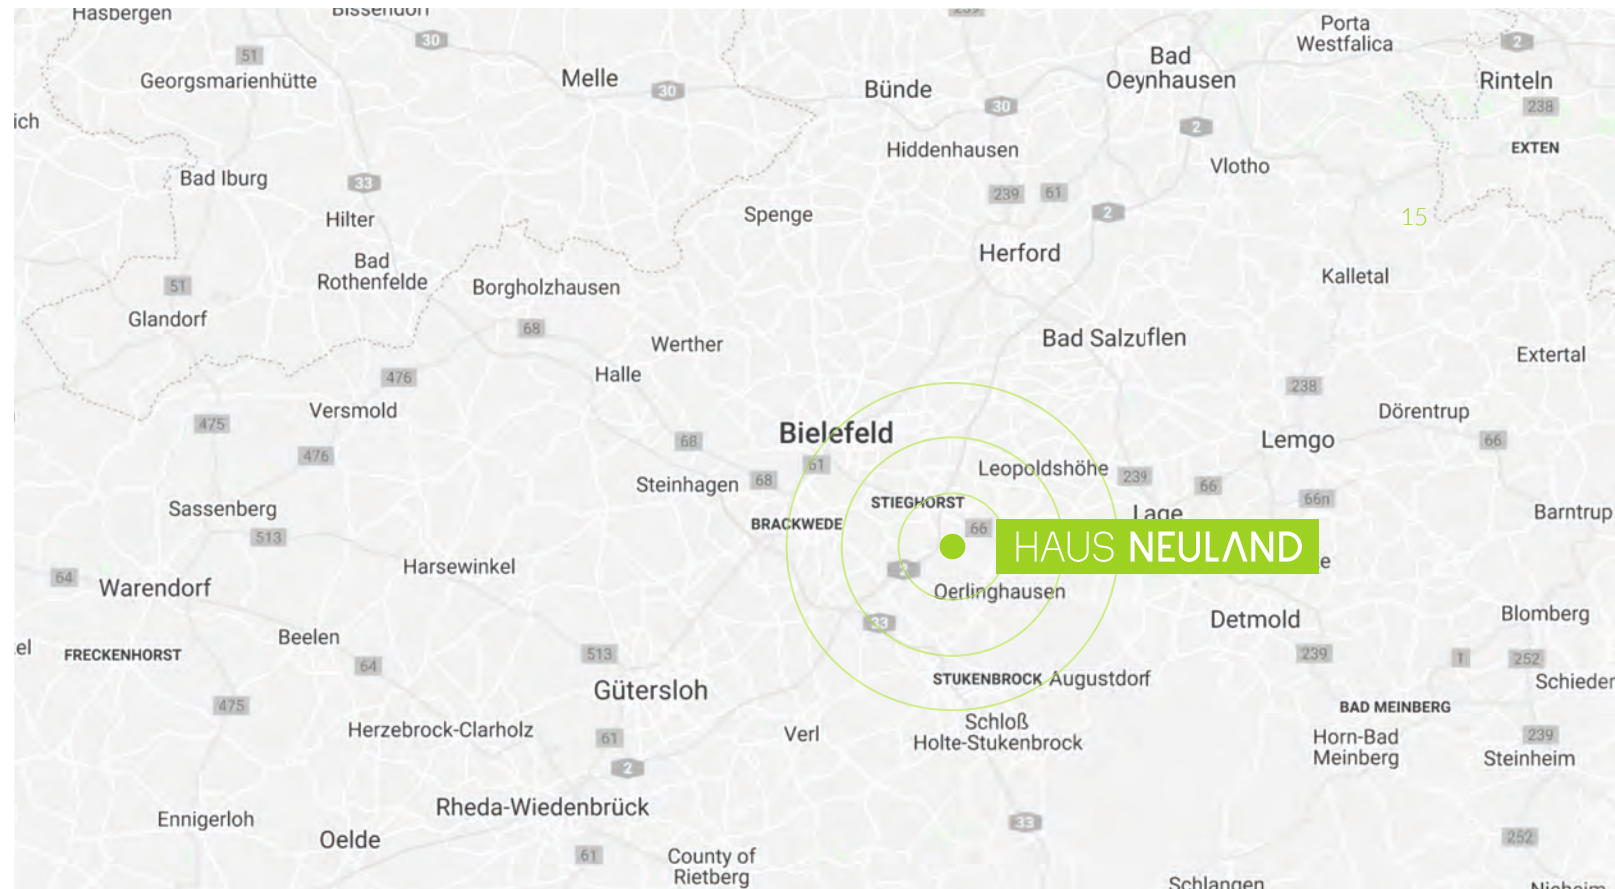 Hasbergen
Bissendorf
239
Porta
Westfalica
30
2
51
Bad
Oeynhausen
Georgsmarienhütte
Melle
30
Bünde
Rinteln
30
238
ich
2
Hiddenhausen
EXTEN
Vlotho
Bad Iburg
33
239
61
Hilter
Spenge
2
15
Herford
Bad
Rothenfelde
Kalletal
51
Borgholzhausen
Glandorf
68
Werther
Bad Salzuflen
Extertal
Halle
476
238
Versmold
Dörentrup
475
Bielefeld
68
Lemgo
66
476
61
Leopoldshöhe
239
Steinhagen
68
66
66n
Sassenberg
STIEGHORST
Lage
Barntrup
513
BRACKWEDE
66
HAUS NEULAND
64
Harsewinkel
2
e
Warendorf
Oerlinghausen
Detmold
Blomberg
33
Beelen
el
FRECKENHORST
64
513
239
1
252
STUKENBROCK
Augustdorf
Schieder
Gütersloh
475
BAD MEINBERG
Herzebrock-Clarholz
61
Verl
Schloß
Holte-Stukenbrock
Horn-Bad
Meinberg
239
Steinheim
2
Rheda-Wiedenbrück
Ennigerloh
33
Oelde
252
61
County of
Rietberg
Schlangen
Nieheim